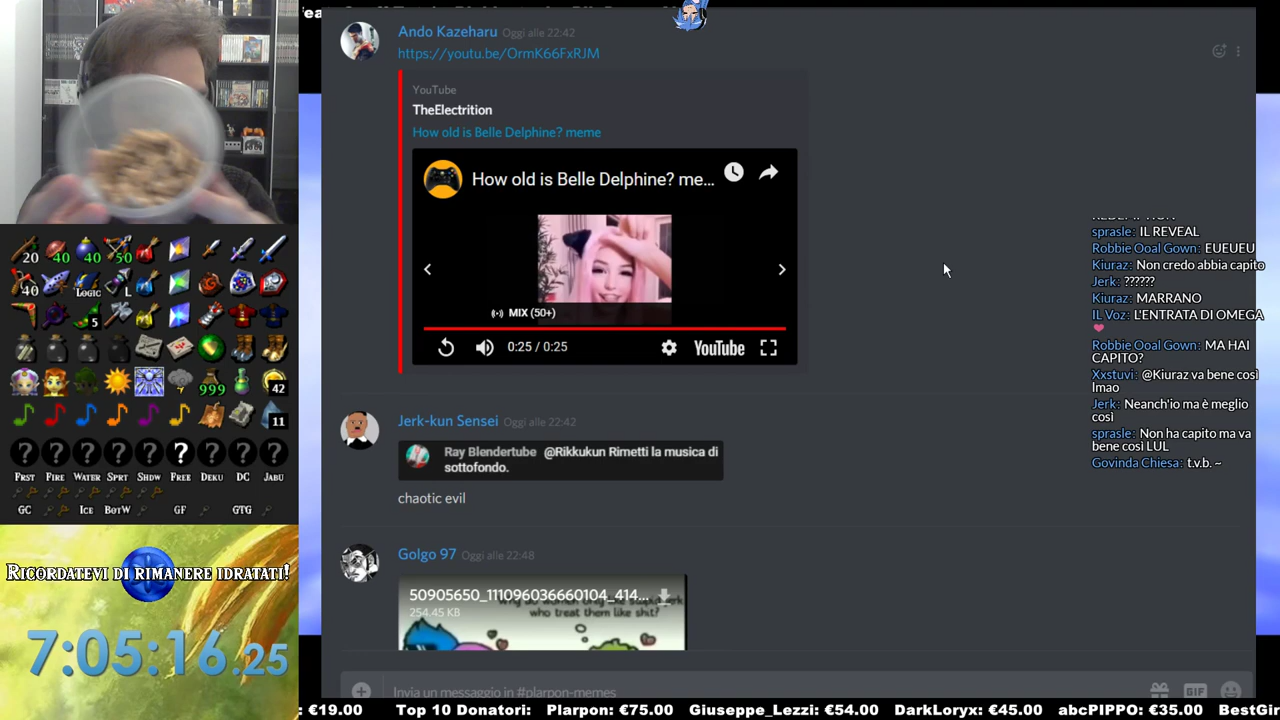 Ando Kazeharu Oggi alle 22:42
https://youtu.be/OrmK66FxRJM
YouTube
TheElectrition
How old is Belle Delphine? meme
How old is Belle Delphine? me...
MIX (50+)
0:25 / 0:25
YouTube
Jerk-kun Sensei Oggi alle 22:42
Ray Blendertube @Rikkukun Rimetti la musica di
sottofondo.
chaotic evil
Golgo 97 Oggi alle 22:48
50905650_111096036660104_414...
254.45 KB
who treat them like shit?
Invia un messaggio in #plarpon-memes
GIF
sprasle: IL REVEAL
Robbie Ooal Gown: EUEUEU
Kiuraz: Non credo abbia capito
Jerk: ??????
Kiuraz: MARRANO
IL Voz: L'ENTRATA DI OMEGA
Robbie Ooal Gown: MA HAI
CAPITO?
Xxstuvi: @Kiuraz va bene così
lmao
Jerk: Neanch'io ma è meglio
così
sprasle: Non ha capito ma va
bene così LUL
Govinda Chiesa: t.v.b. ~
20 40 40 50
40 LOGIC L
5
999 42
11
? ? ? ? ? ? ? ? ?
FRST FIRE WATER SPRT SHDW FREE DEKU DC JABU
GC ICE BOTW GF GTG
RICORDATEVI DI RIMANERE IDRATATI!
7:05:16.25
: €19.00 Top 10 Donatori: Plarpon: €75.00 Giuseppe_Lezzi: €54.00 DarkLoryx: €45.00 abcPIPPO: €35.00 BestGir